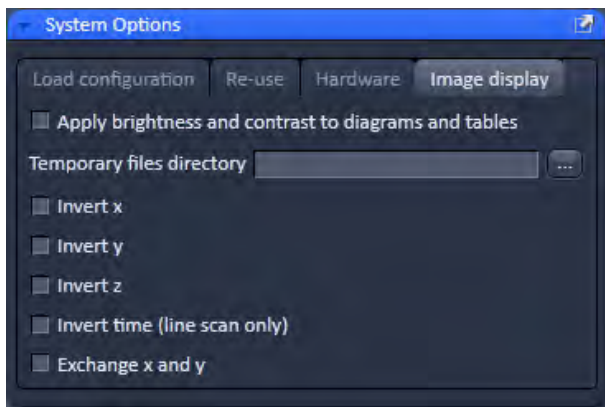 System Options
Load configuration Re-use Hardware Image display
Apply brightness and contrast to diagrams and tables
Temporary files directory ...
Invert x
Invert y
Invert z
Invert time (line scan only)
Exchange x and y